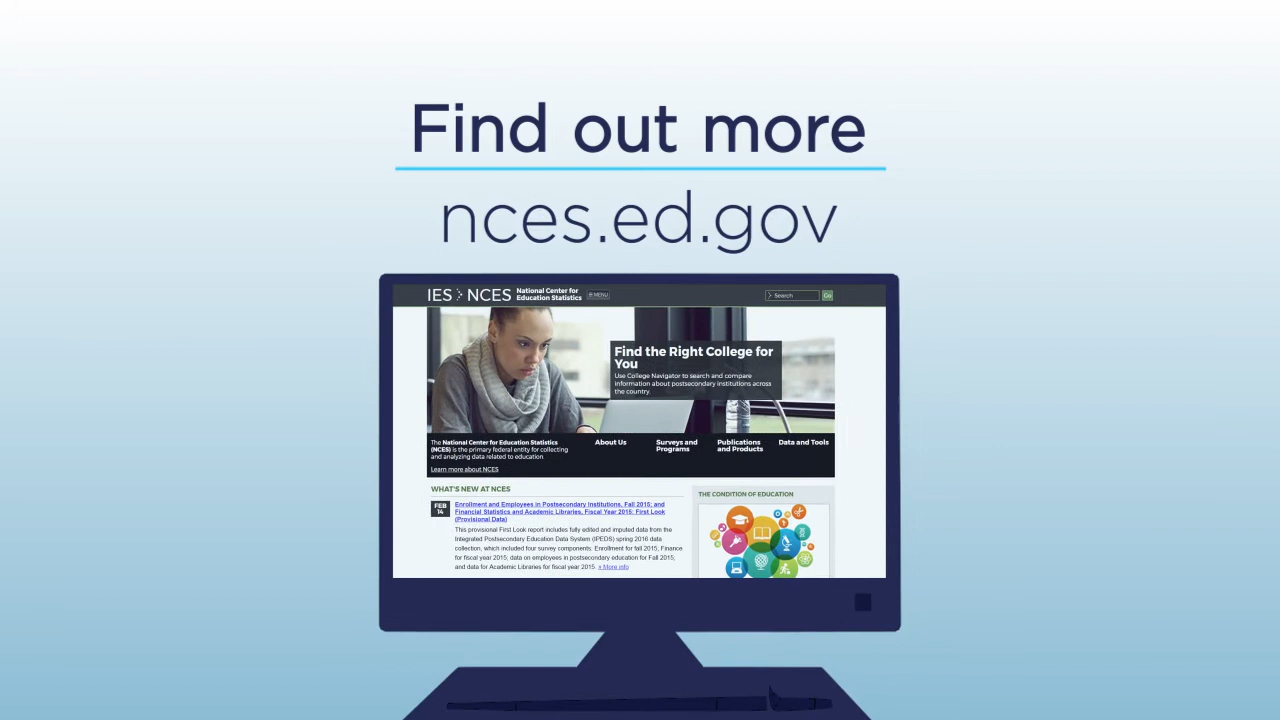 Find out more
nces.ed.gov
IES NCES National Center for
Education Statistics
MENU
Search
Go
Find the Right College for
You
Use College Navigator to search and compare
information about postsecondary institutions across
the country.
The National Center for Education Statistics
(NCES) is the primary federal entity for collecting
and analyzing data related to education
Learn more about NCES
About Us
Surveys and
Programs
Publications
and Products
Data and Tools
WHAT'S NEW AT NCES
FEB
14
Enrollment and Employees in Postsecondary Institutions, Fall 2015; and
Financial Statistics and Academic Libraries, Fiscal Year 2015: First Look
(Provisional Data)
This provisional First Look report includes fully edited and imputed data from the
Integrated Postsecondary Education Data System (IPEDS) spring 2016 data
collection, which included four survey components: Enrollment for fall 2015; Finance
for fiscal year 2015; data on employees in postsecondary education for Fall 2015;
and data for Academic Libraries for fiscal year 2015. » More info
THE CONDITION OF EDUCATION